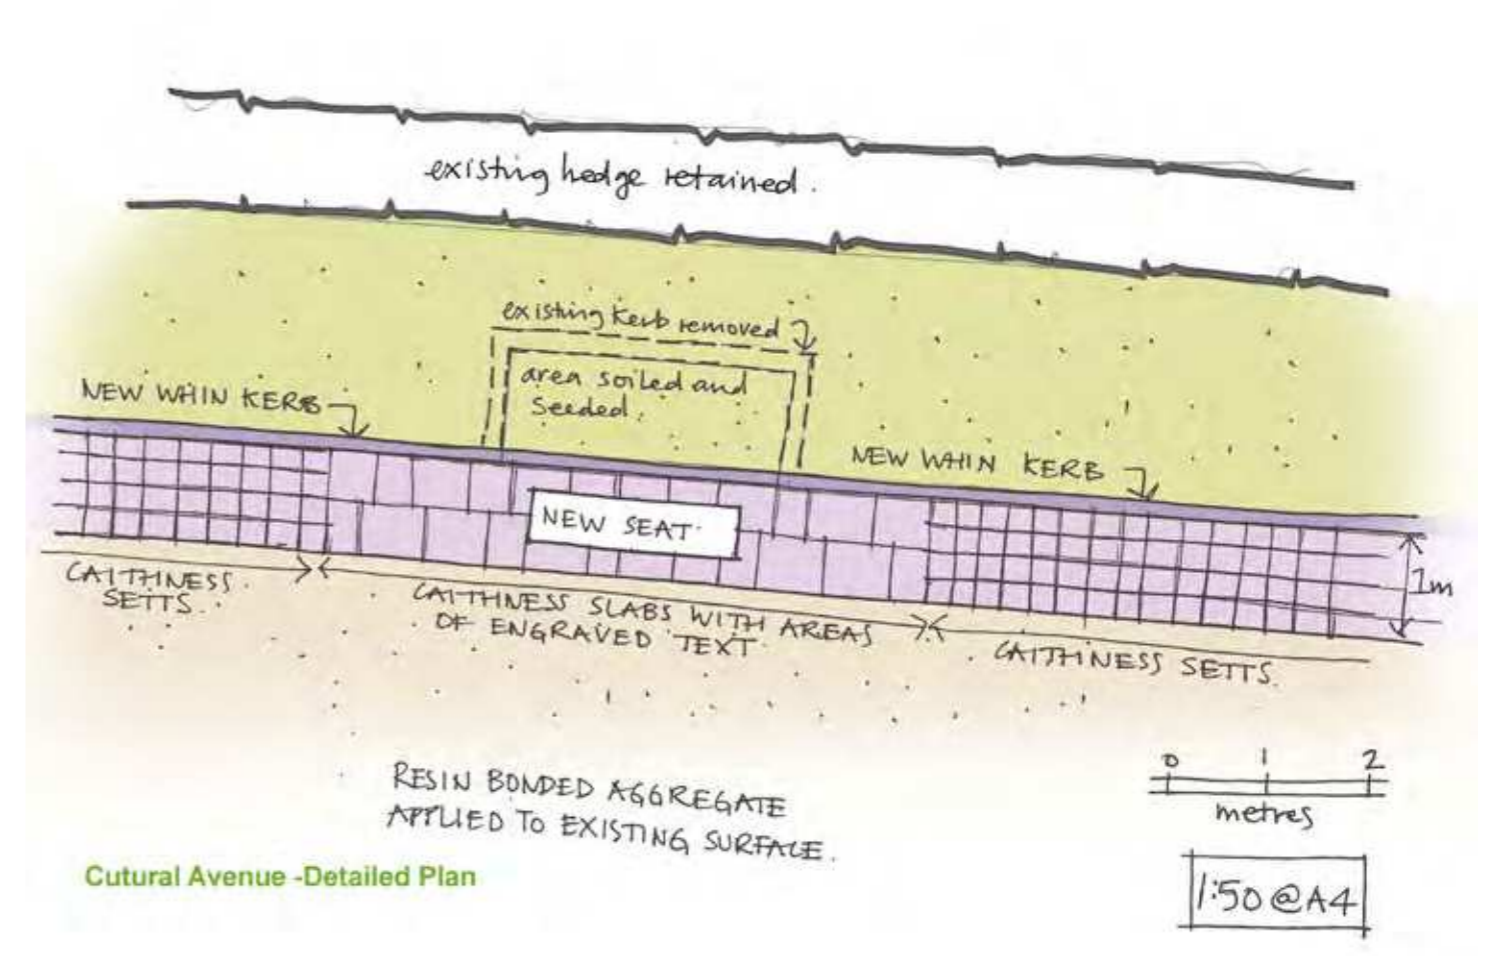 existing hedge retained.
existing kerb removed
area soiled and
seeded.
NEW WHIN KERB
NEW WHIN KERB
NEW SEAT
1m
CAITHNESS
SETTS.
CAITHNESS SLABS WITH AREAS
OF ENGRAVED TEXT
CAITHNESS SETTS.
RESIN BONDED AGGREGATE
APPLIED TO EXISTING SURFACE.
0 1 2
metres
Cutural Avenue -Detailed Plan
1:50 @ A4